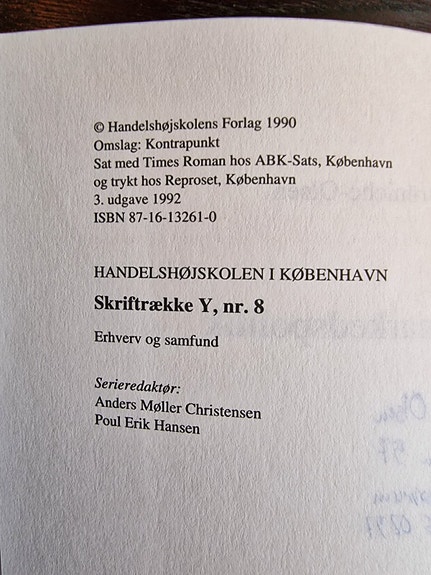 © Handelshøjskolens Forlag 1990
Omslag: Kontrapunkt
Sat med Times Roman hos ABK-Sats, København
og trykt hos Reproset, København
3. udgave 1992
ISBN 87-16-13261-0
HANDELSHØJSKOLEN I KØBENHAVN
Skriftrække Y, nr. 8
Erhverv og samfund
Serieredaktør:
Anders Møller Christensen
Poul Erik Hansen